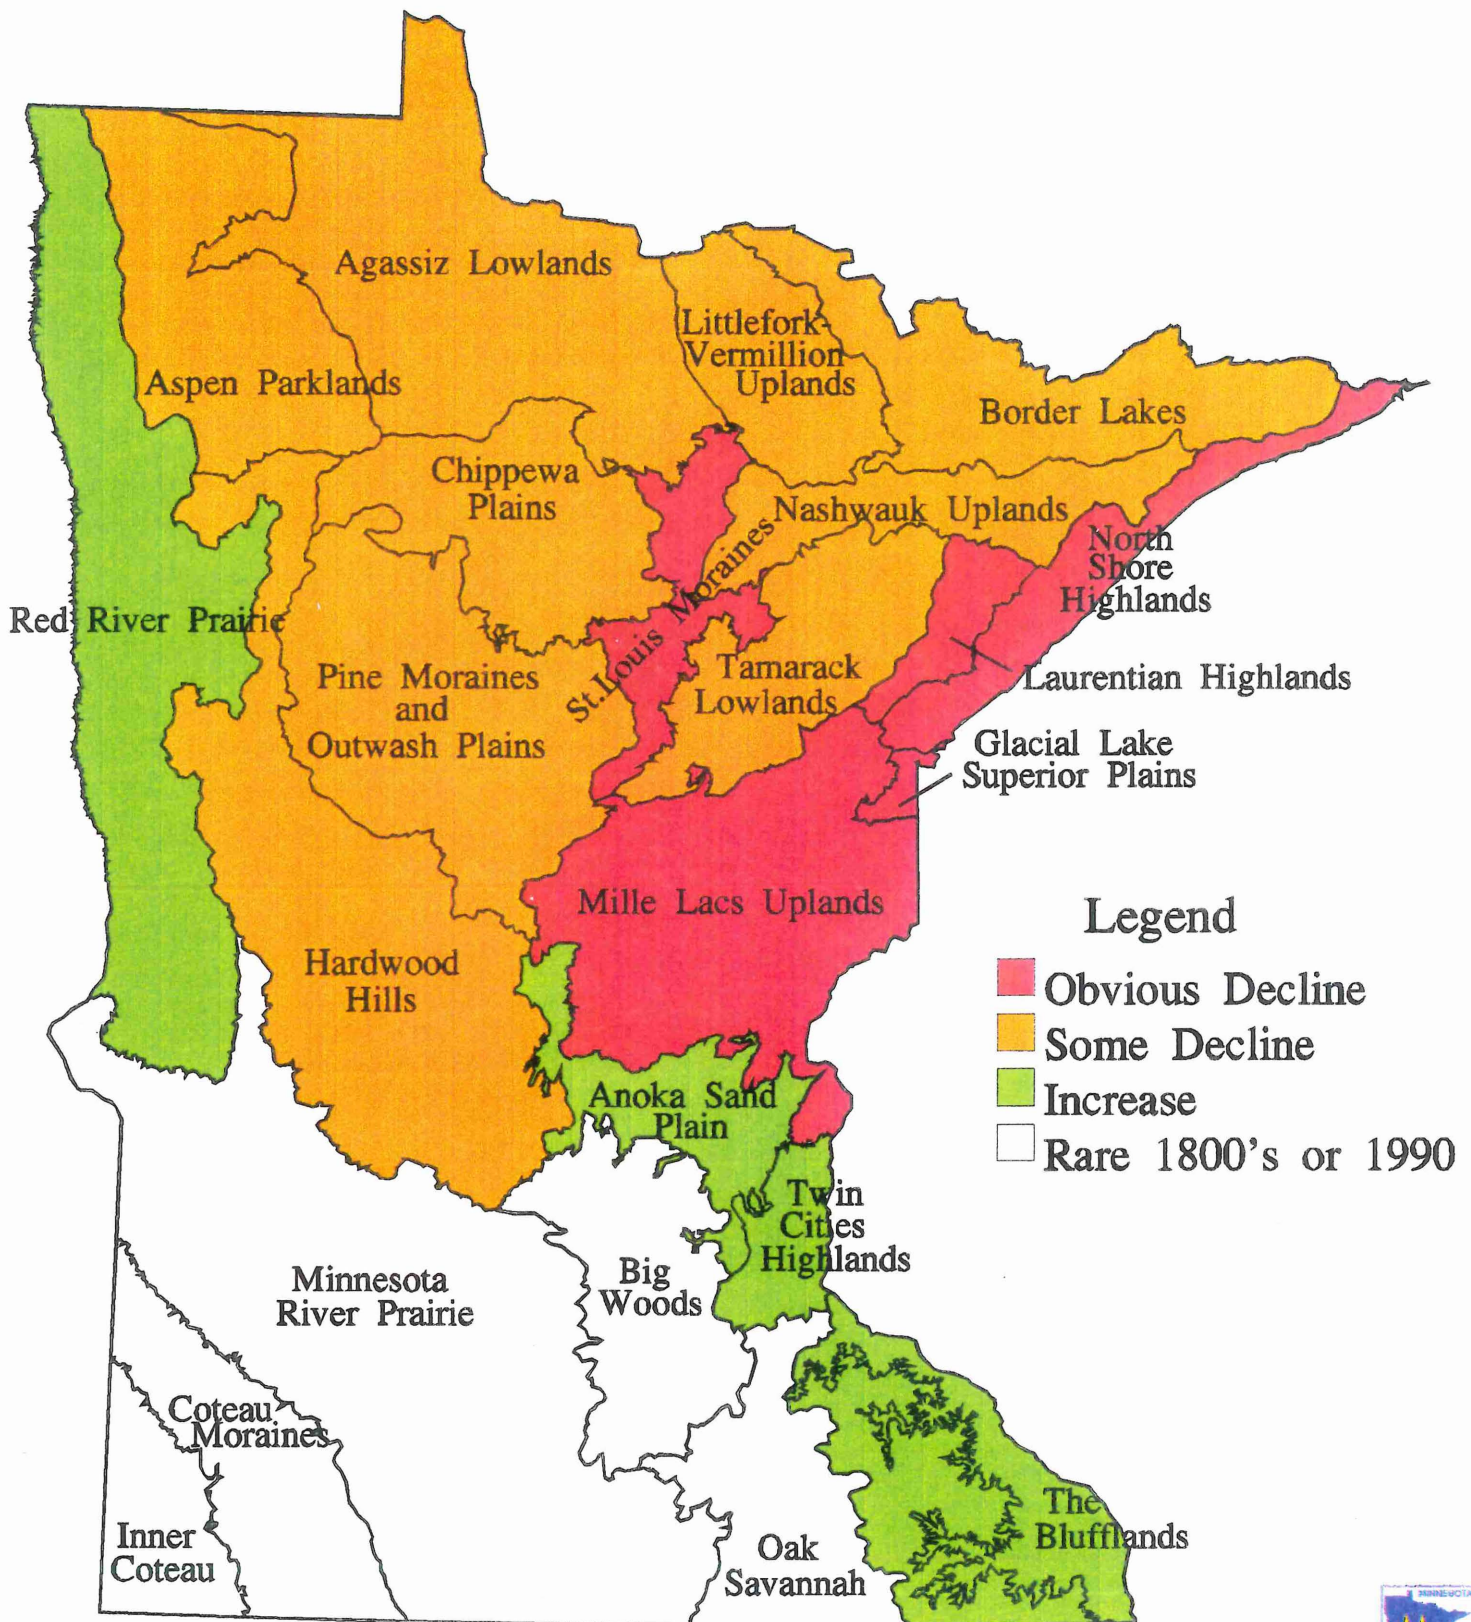 Agassiz Lowlands
Littlefork-
Vermillion
Uplands
Aspen Parklands
Border Lakes
Chippewa
Plains
Nashwauk Uplands
North
Shore
Highlands
Red River Prairie
St.Louis Moraines
Pine Moraines
and
Outwash Plains
Tamarack
Lowlands
Laurentian Highlands
Glacial Lake
Superior Plains
Mille Lacs Uplands
Hardwood
Hills
Legend
Obvious Decline
Some Decline
Increase
Rare 1800's or 1990
Anoka Sand
Plain
Twin
Cities
Highlands
Minnesota
River Prairie
Big
Woods
Coteau
Moraines
Inner
Coteau
Oak
Savannah
The
Blufflands
MINNESOTA